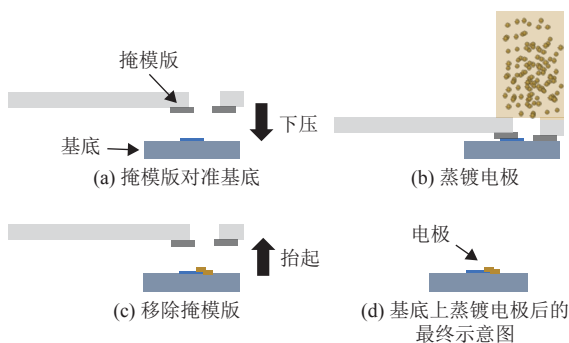 掩模版
下压
基底
(a) 掩模版对准基底
(b) 蒸镀电极
抬起
(c) 移除掩模版
电极
(d) 基底上蒸镀电极后的
最终示意图